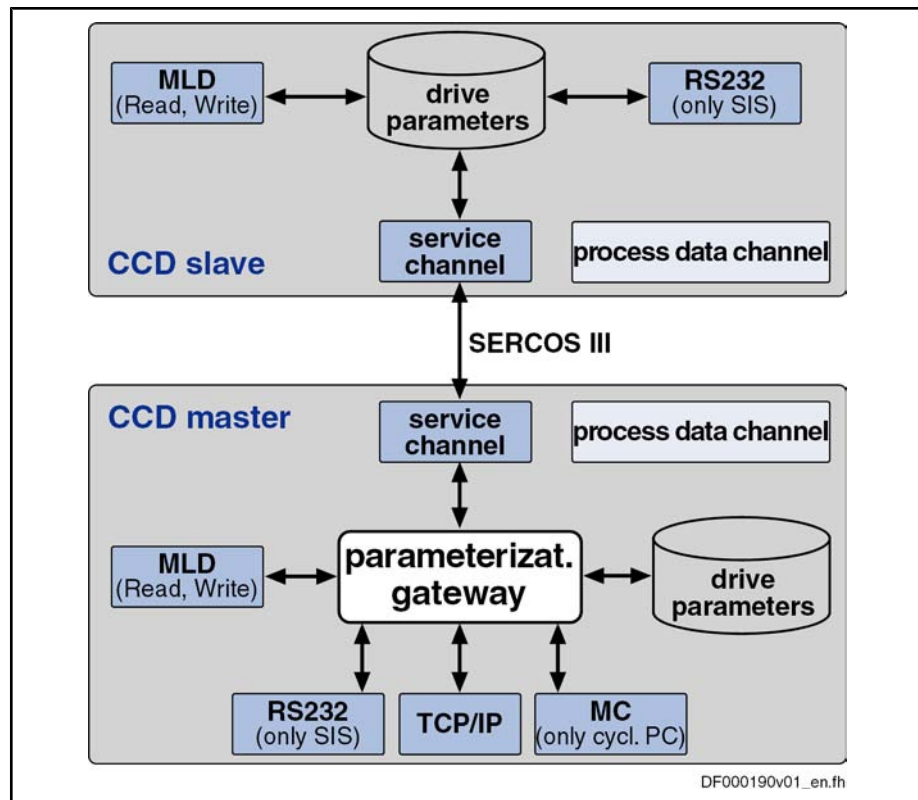 MLD
(Read, Write)
drive
parameters
RS232
(only SIS)
service
channel
process data channel
CCD slave
SERCOS III
CCD master
service
channel
process data channel
MLD
(Read, Write)
parameterizat.
gateway
drive
parameters
RS232
(only SIS)
TCP/IP
MC
(only cycl. PC)
DF000190v01_en.fh